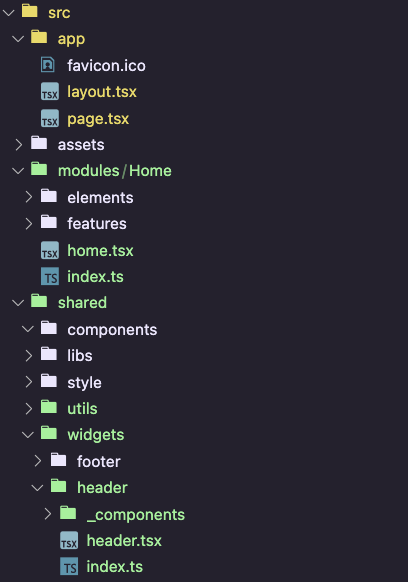 src
app
favicon.ico
TSX layout.tsx
TSX page.tsx
assets
modules/Home
elements
features
TSX home.tsx
TS index.ts
shared
components
libs
style
utils
widgets
footer
header
_components
TSX header.tsx
TS index.ts